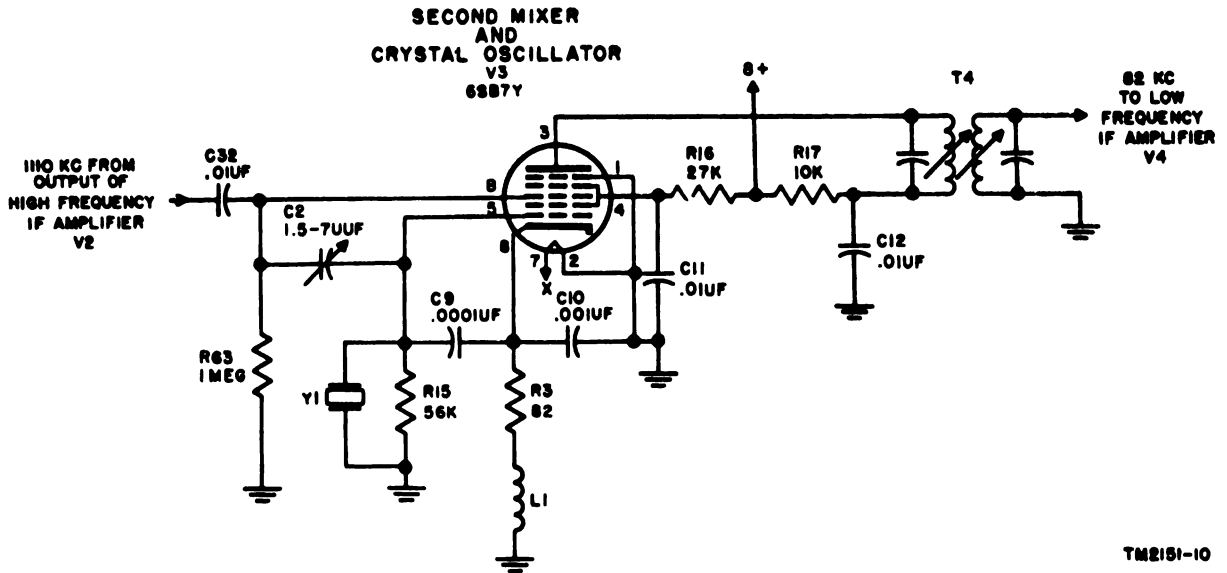 SECOND MIXER
AND
CRYSTAL OSCILLATOR
V3
6SB7Y
B+
T4
82 KC
TO LOW
FREQUENCY
IF AMPLIFIER
V4
1110 KC FROM
OUTPUT OF
HIGH FREQUENCY
IF AMPLIFIER
V2
C32
.01UF
3
1
R16
27K
R17
10K
8
5
4
C2
1.5-7UUF
6
7
2
X
C11
.01UF
C12
.01UF
C9
.0001UF
C10
.001UF
R63
1 MEG
Y1
R15
56K
R3
82
L1
TM2151-10